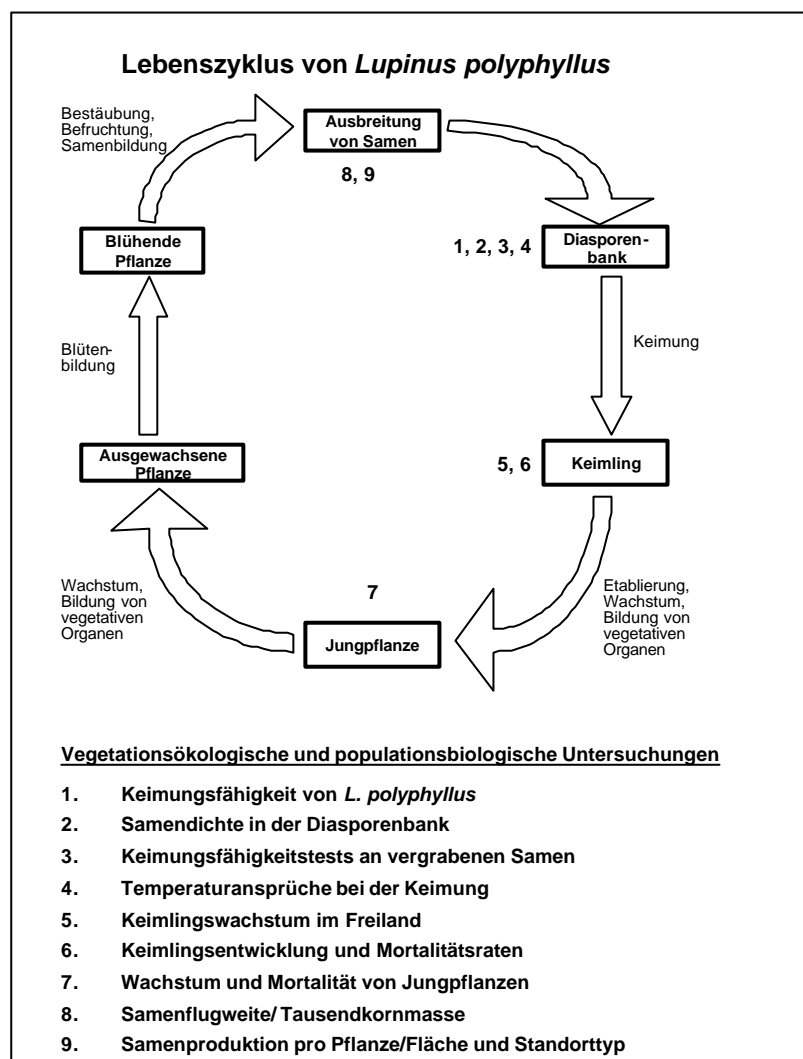 Lebenszyklus von Lupinus polyphyllus
Bestäubung,
Befruchtung,
Samenbildung
Ausbreitung
von Samen
8, 9
Blühende
Pflanze
1, 2, 3, 4
Diasporen-
bank
Blüten-
bildung
Keimung
Ausgewachsene
Pflanze
5, 6
Keimling
Wachstum,
Bildung von
vegetativen
Organen
7
Jungpflanze
Etablierung,
Wachstum,
Bildung von
vegetativen
Organen
Vegetationsökologische und populationsbiologische Untersuchungen
1. Keimungsfähigkeit von L. polyphyllus
2. Samendichte in der Diasporenbank
3. Keimungsfähigkeitstests an vergrabenen Samen
4. Temperaturansprüche bei der Keimung
5. Keimlingswachstum im Freiland
6. Keimlingsentwicklung und Mortalitätsraten
7. Wachstum und Mortalität von Jungpflanzen
8. Samenflugweite/ Tausendkornmasse
9. Samenproduktion pro Pflanze/Fläche und Standorttyp